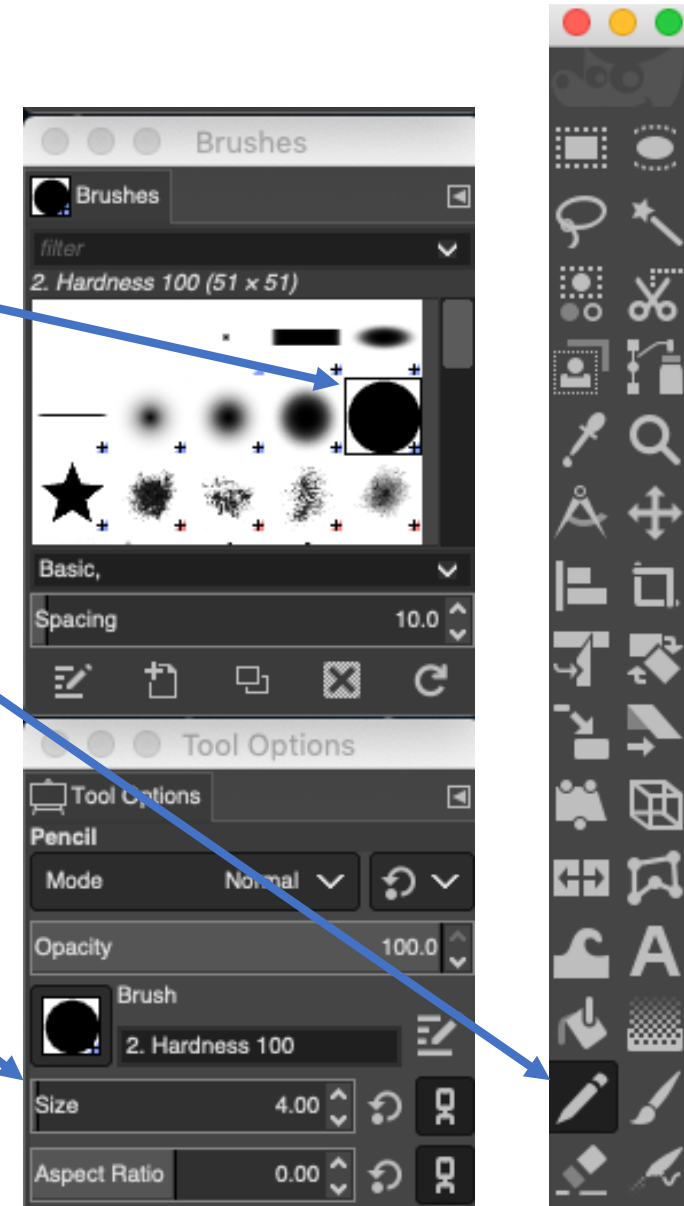 Brushes
Brushes
filter
2. Hardness 100 (51 × 51)
Basic,
Spacing 10.0
Tool Options
Tool Options
Pencil
Mode Normal
Opacity 100.0
Brush
2. Hardness 100
Size 4.00
Aspect Ratio 0.00